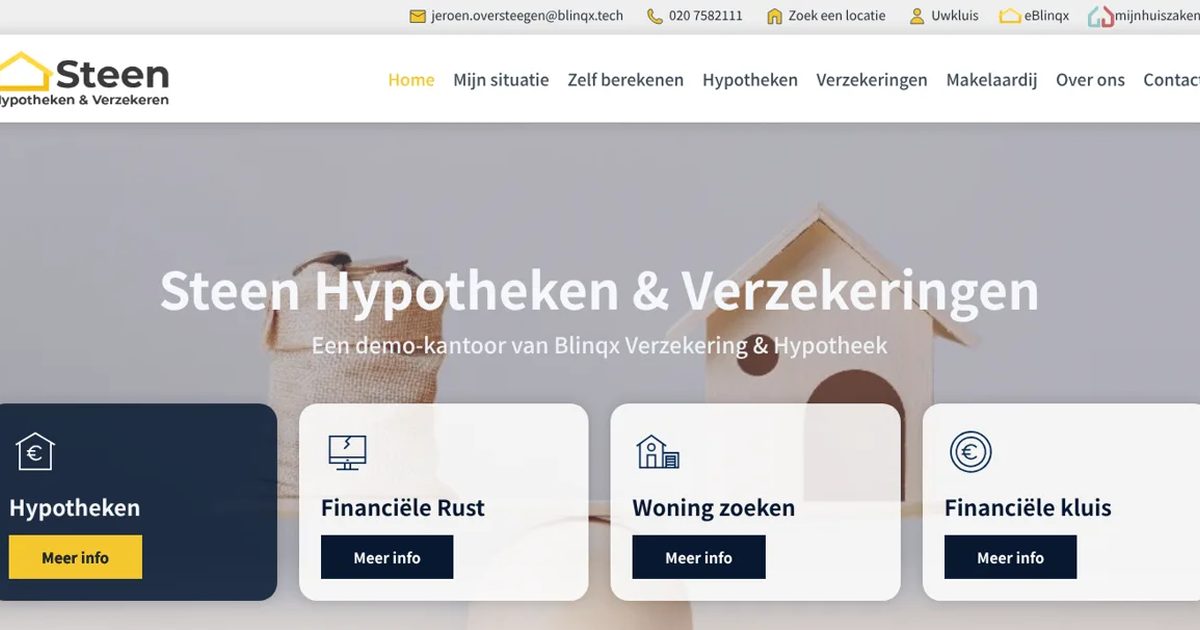 jeroen.oversteegen@blinqx.tech 020 7582111 Zoek een locatie Uwkluis eBlinqx mijnhuiszaken
Steen
Hypotheken & Verzekeren
Home Mijn situatie Zelf berekenen Hypotheken Verzekeringen Makelaardij Over ons Contact
Steen Hypotheken & Verzekeringen
Een demo-kantoor van Blinqx Verzekering & Hypotheek
€ €
Hypotheken Financiële Rust Woning zoeken Financiële kluis
Meer info Meer info Meer info Meer info